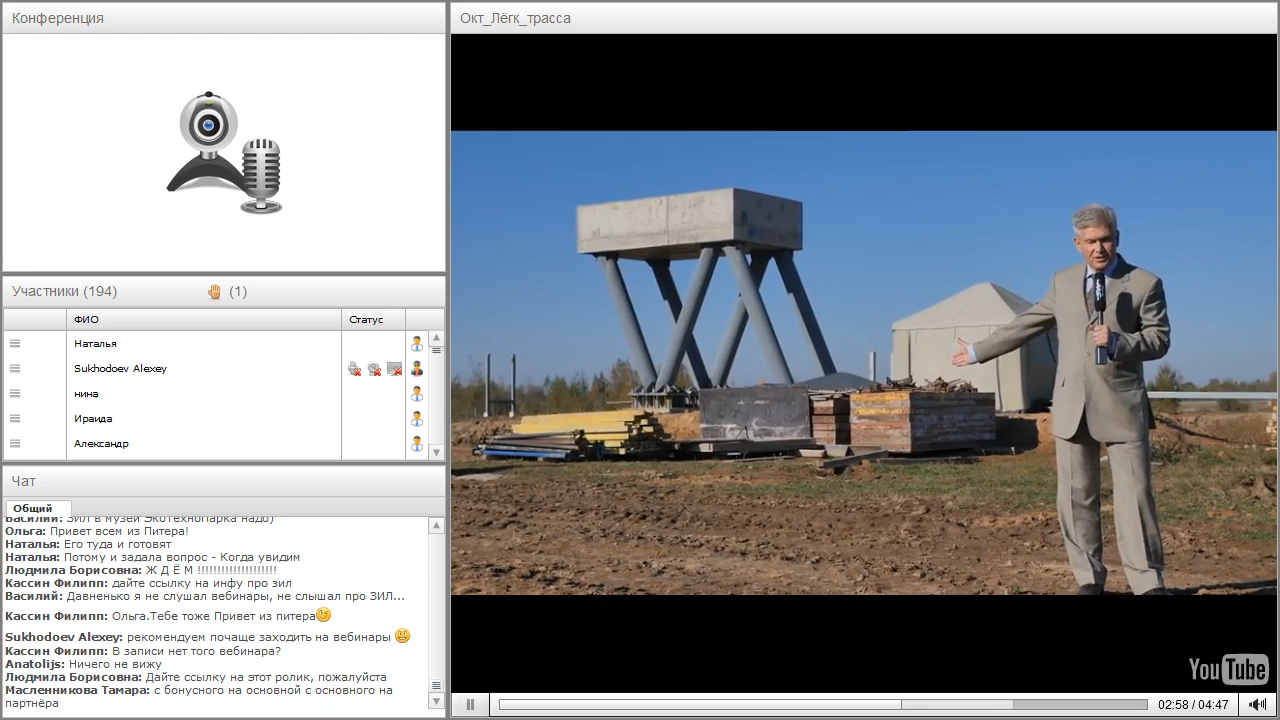 Конференция
Окт_Лёгк_трасса
Участники (194) (1)
ФИО Статус
Наталья
Sukhodoev Alexey
нина
Ираида
Александр
Чат
Общий
Василий: ЗИЛ в музей Экотехнопарка надо)
Ольга: Привет всем из Питера!
Наталья: Его туда и готовят
Наталья: Потому и задала вопрос - Когда увидим
Людмила Борисовна: Ж Д Ё М !!!!!!!!!!!!!!!!!!!!
Кассин Филипп: дайте ссылку на инфу про зил
Василий: Давненько я не слушал вебинары, не слышал про ЗИЛ...
Кассин Филипп: Ольга.Тебе тоже Привет из питера
Sukhodoev Alexey: рекомендуем почаще заходить на вебинары
Кассин Филипп: В записи нет того вебинара?
Anatolijs: Ничего не вижу
Людмила Борисовна: Дайте ссылку на этот ролик, пожалуйста
Масленникова Тамара: с бонусного на основной с основного на
партнёра
YouTube
02:58 / 04:47